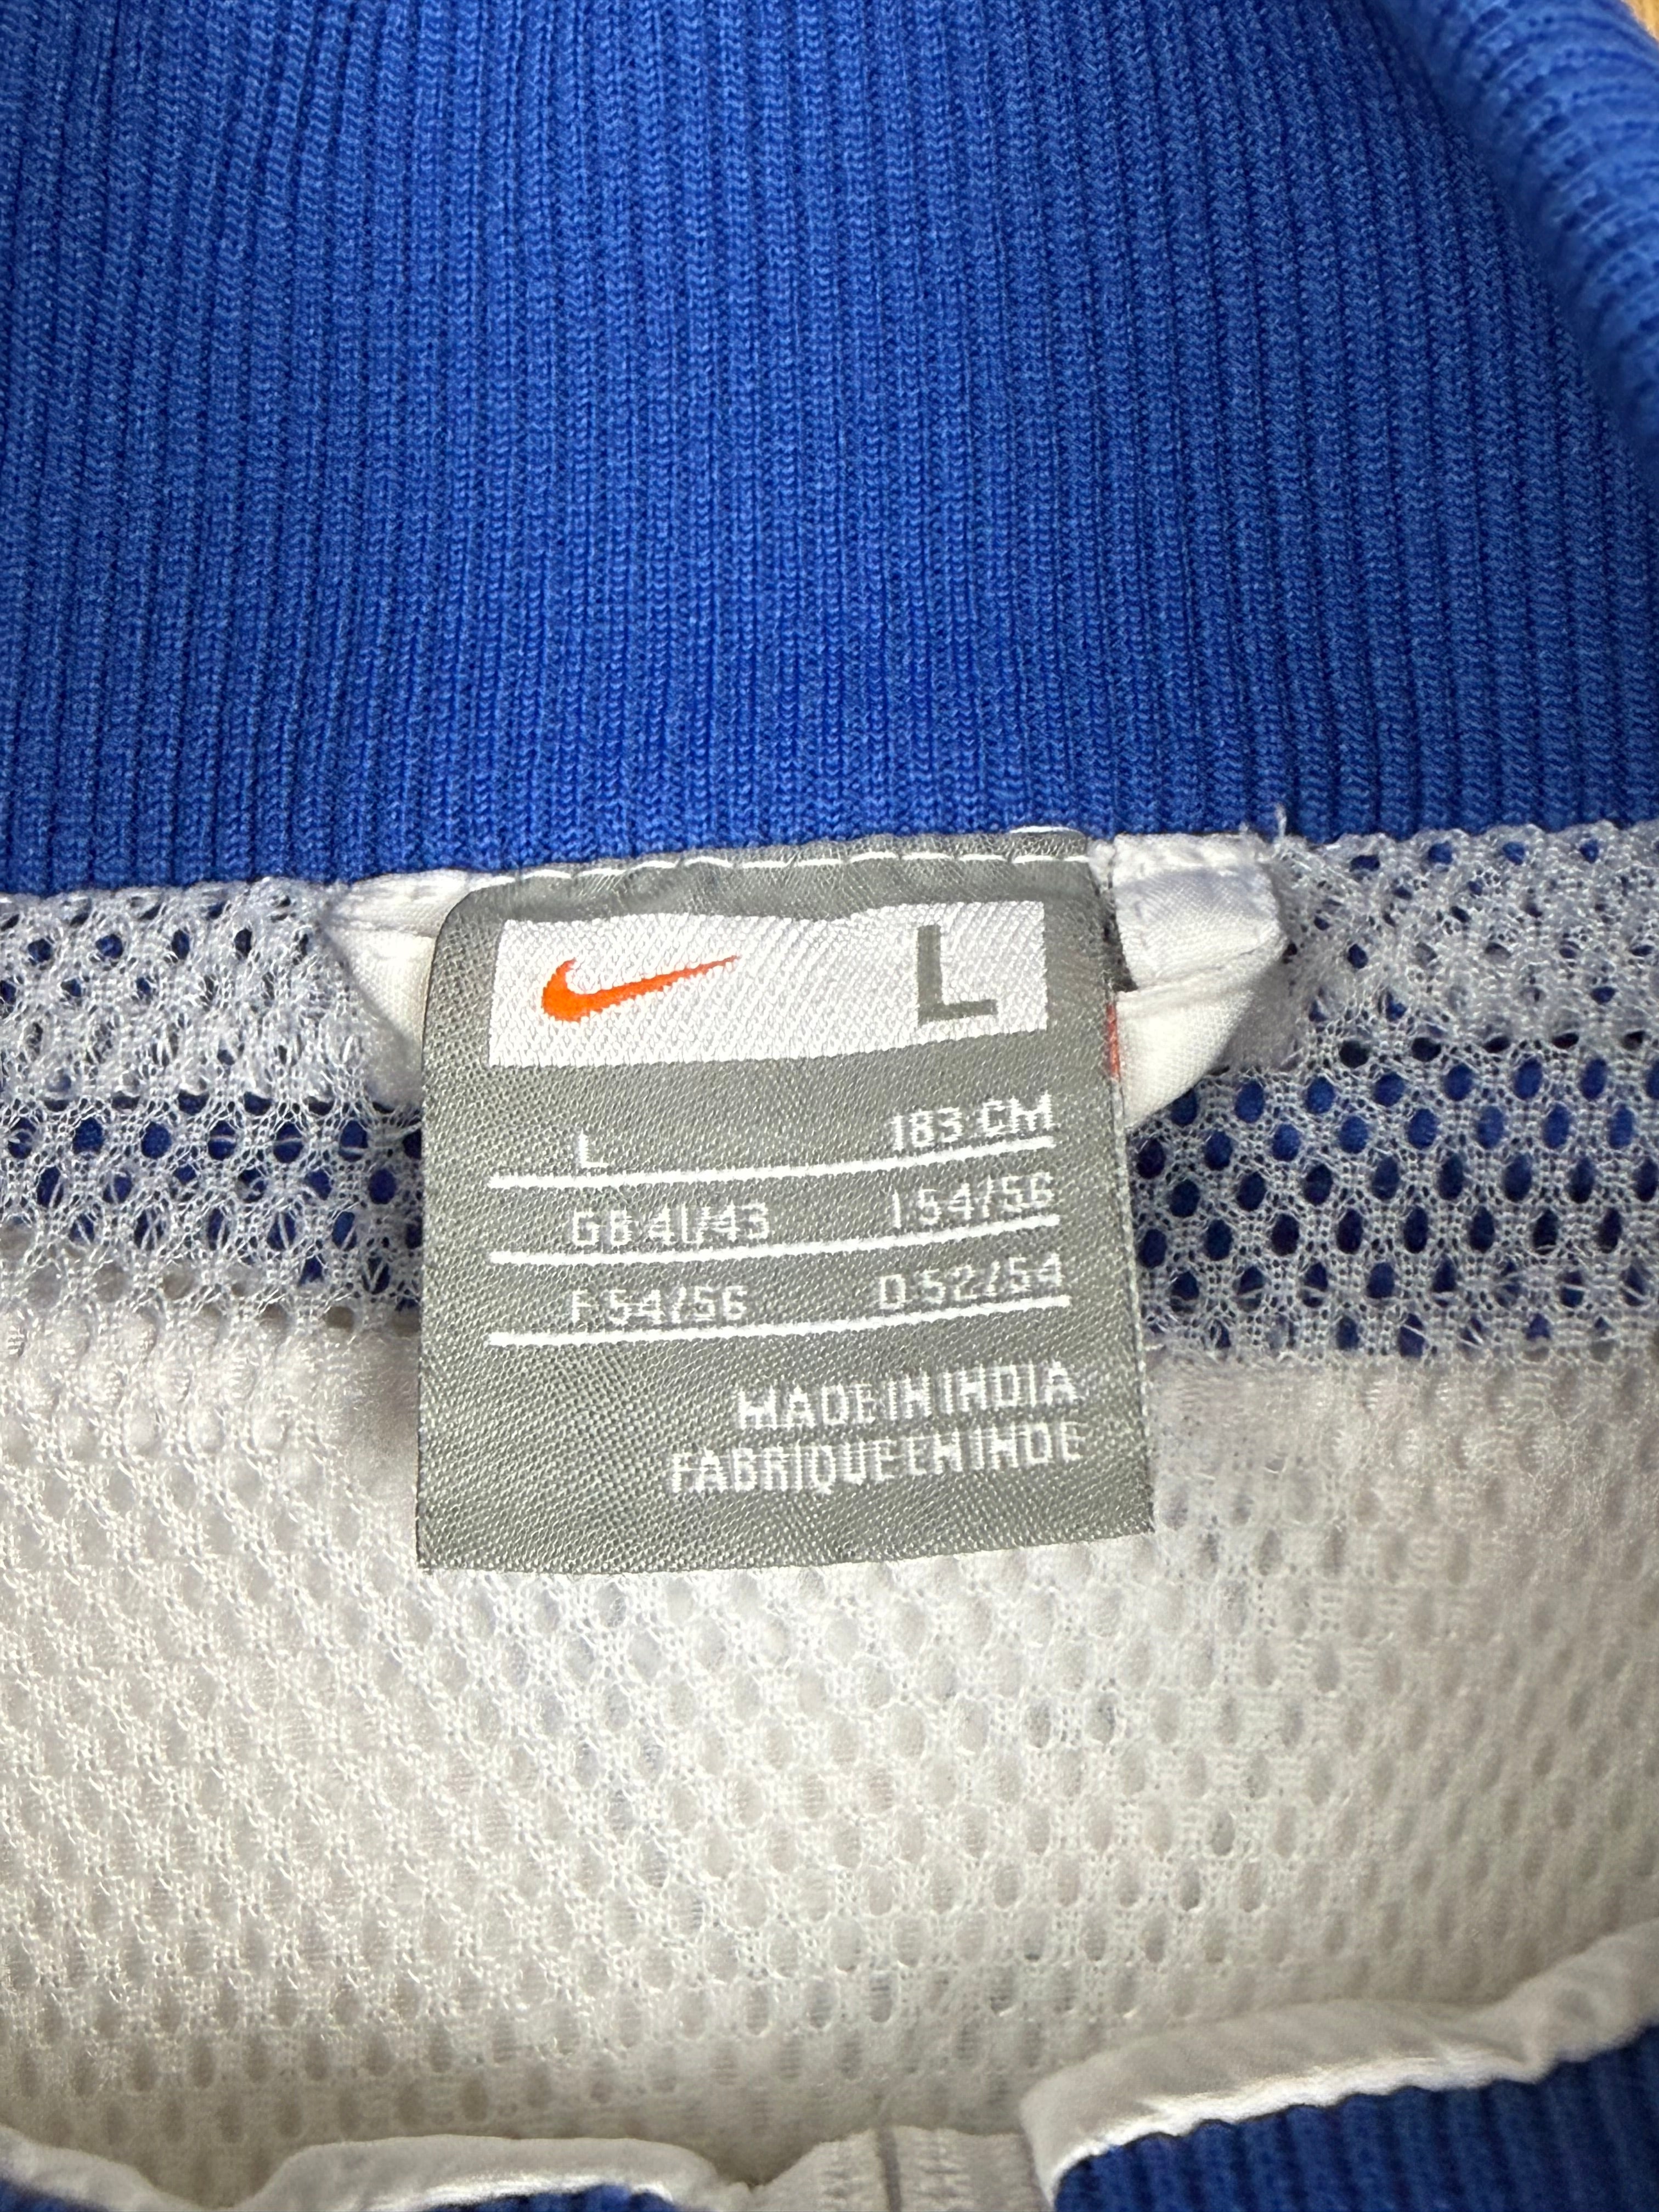 L
L 183 CM
GB 41/43 I 54/56
F 54/56 D 52/54
MADE IN INDIA
FABRIQUE EN INDE